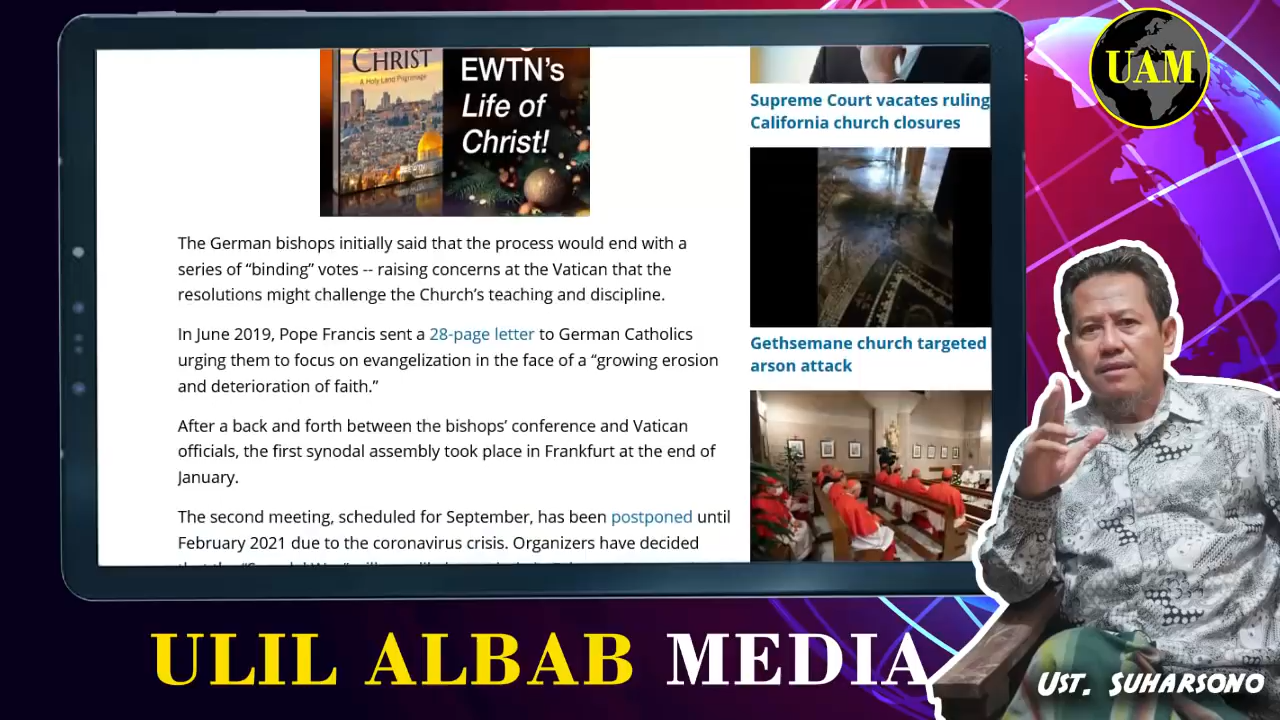 CHRIST
A Holy Land Pilgrimage
EWTN's
Life of
Christ!
The German bishops initially said that the process would end with a
series of “binding” votes -- raising concerns at the Vatican that the
resolutions might challenge the Church’s teaching and discipline.
In June 2019, Pope Francis sent a 28-page letter to German Catholics
urging them to focus on evangelization in the face of a “growing erosion
and deterioration of faith.”
After a back and forth between the bishops’ conference and Vatican
officials, the first synodal assembly took place in Frankfurt at the end of
January.
The second meeting, scheduled for September, has been postponed until
February 2021 due to the coronavirus crisis. Organizers have decided
Supreme Court vacates ruling
California church closures
Gethsemane church targeted
arson attack
UAM
ULIL ALBAB MEDIA
UST. SUHARSONO